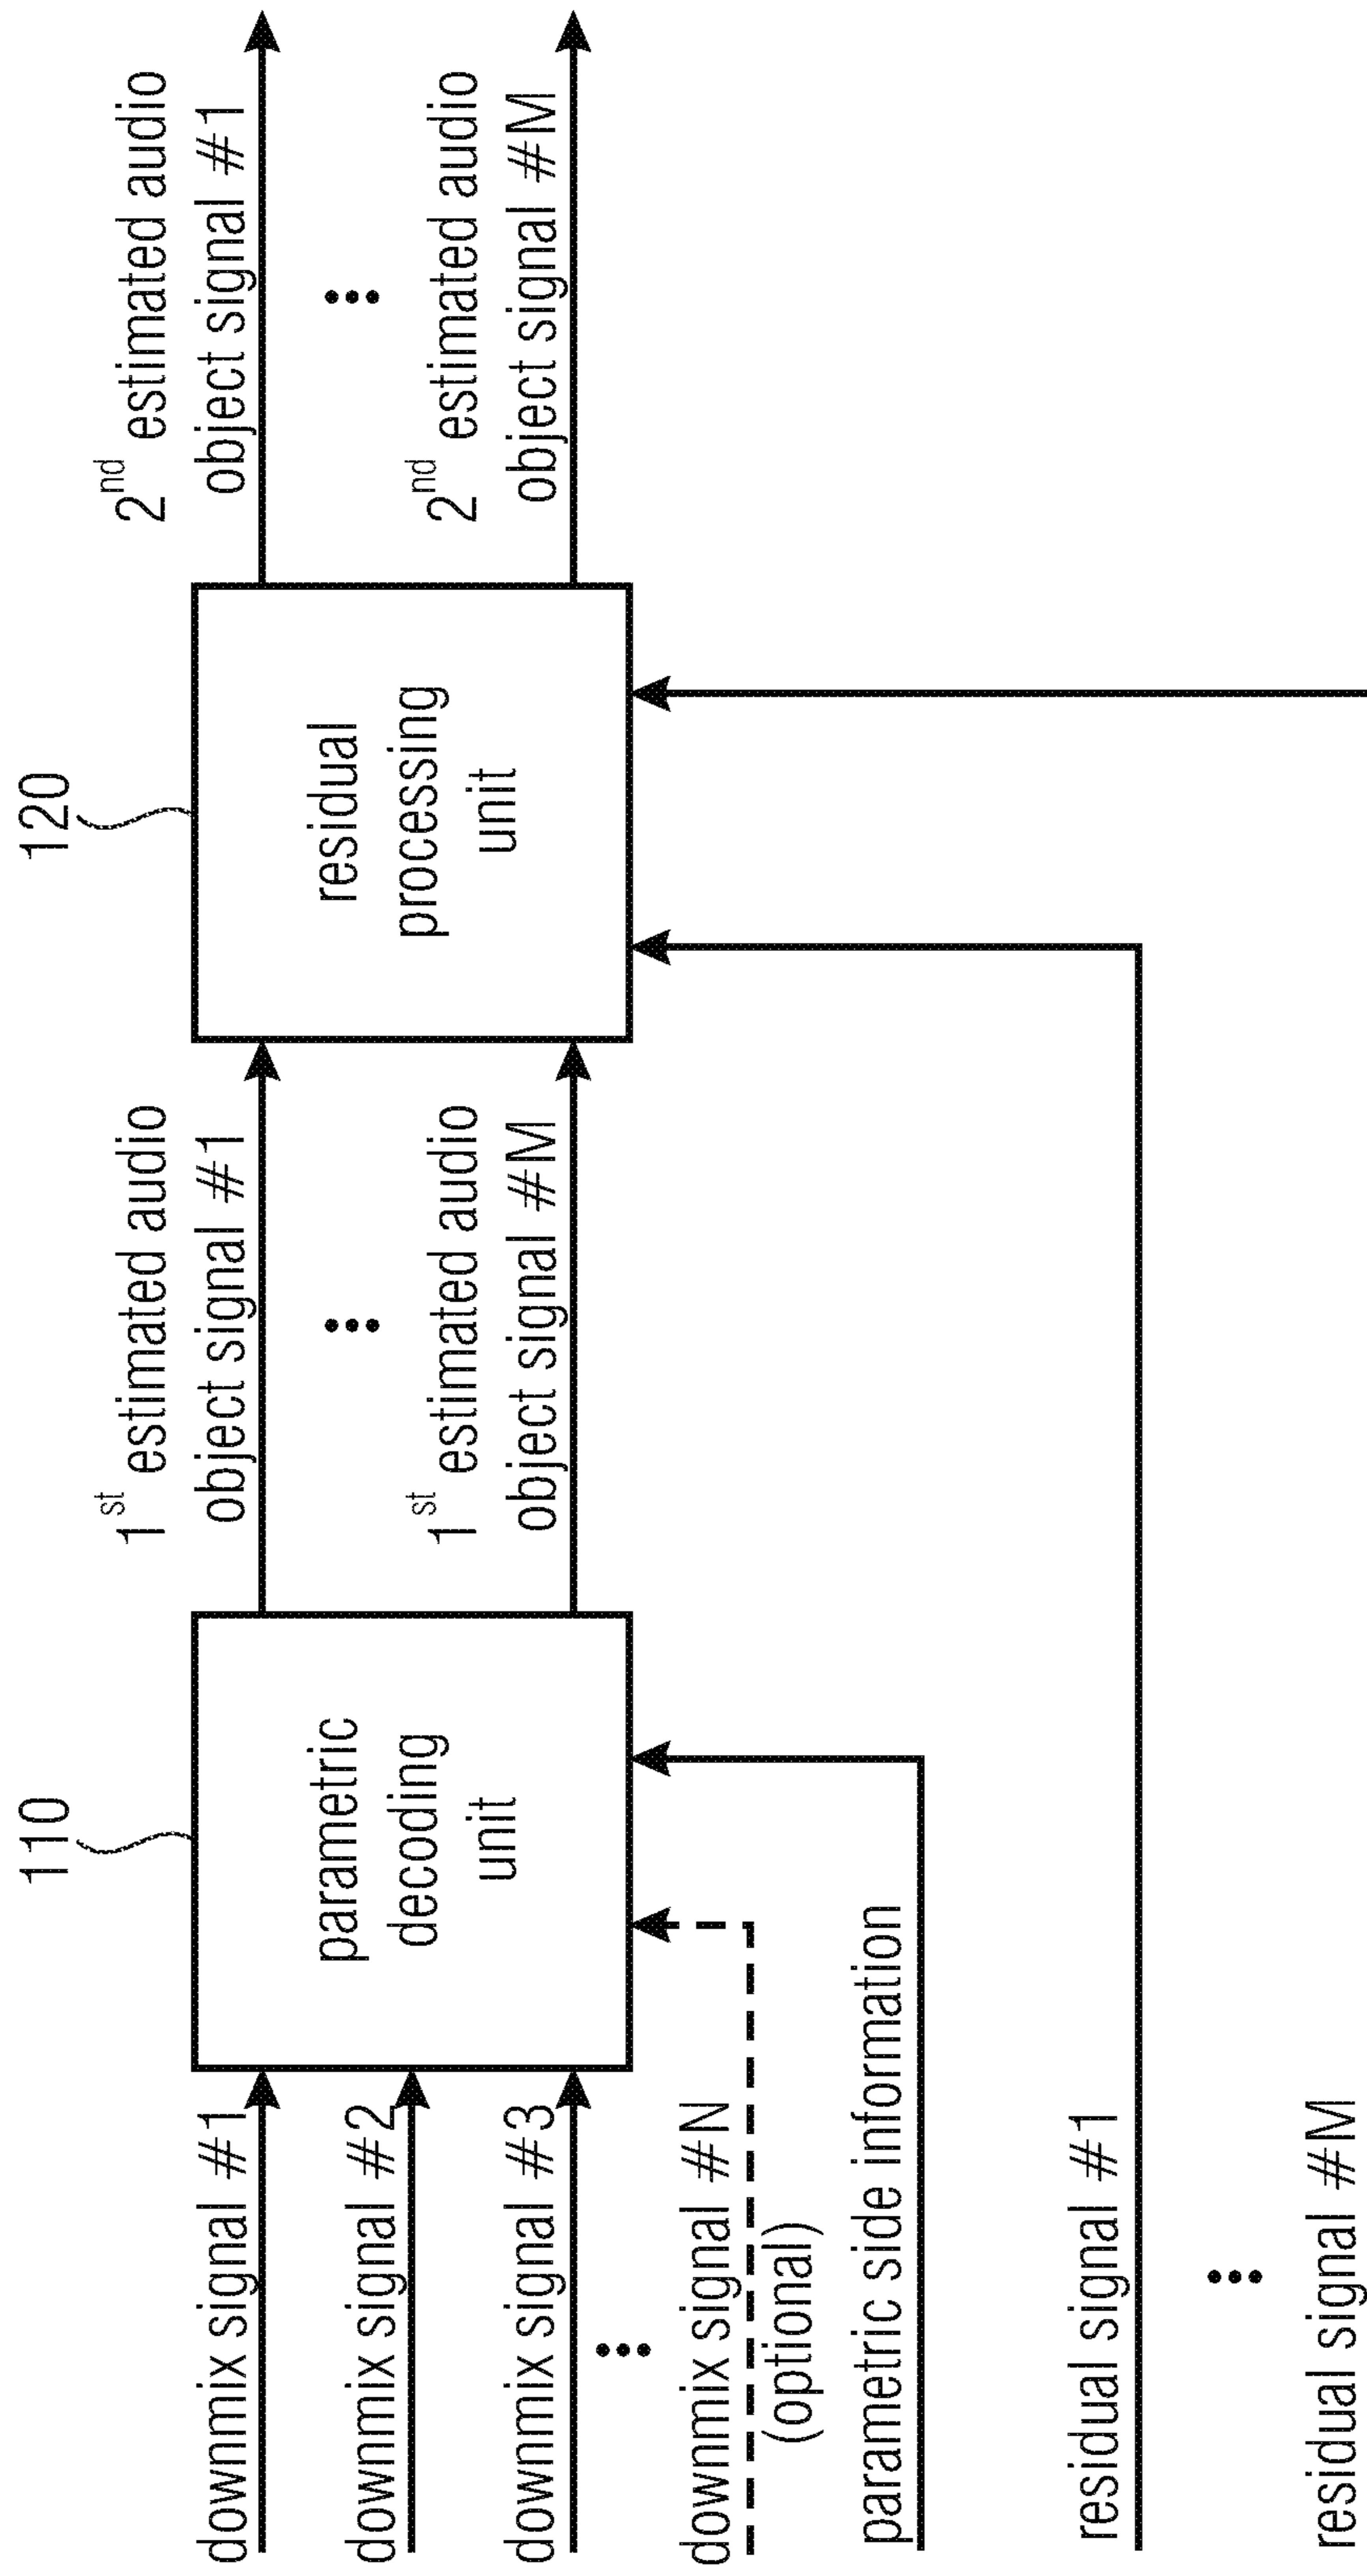 110
120
downmix signal #1
downmix signal #2
downmix signal #3
...
downmix signal #N
(optional)
parametric side information
residual signal #1
...
residual signal #M
parametric
decoding
unit
1st estimated audio
object signal #1
...
1st estimated audio
object signal #M
residual
processing
unit
2nd estimated audio
object signal #1
...
2nd estimated audio
object signal #M